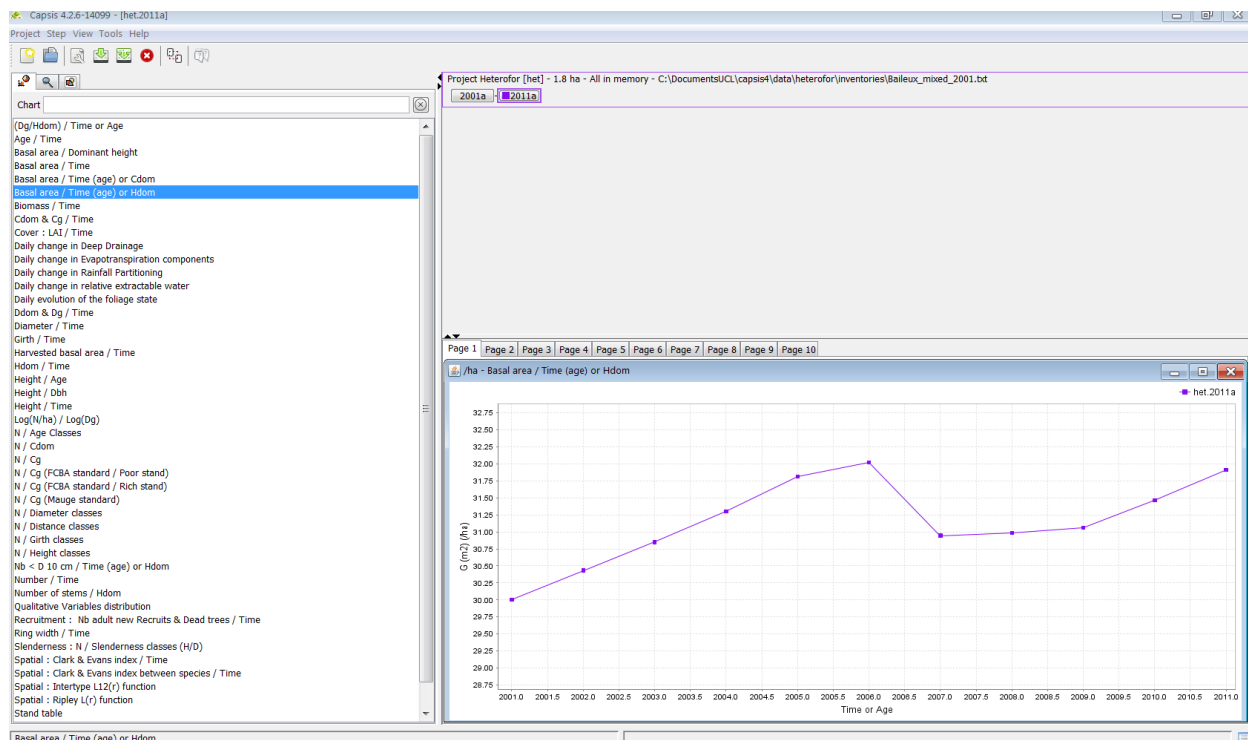 Capsis 4.2.6-14099 - [het.2011a]
Project Step View Tools Help
Chart
(Dg/Hdom) / Time or Age
Age / Time
Basal area / Dominant height
Basal area / Time
Basal area / Time (age) or Cdom
Basal area / Time (age) or Hdom
Biomass / Time
Cdom & Cg / Time
Cover : LAI / Time
Daily change in Deep Drainage
Daily change in Evapotranspiration components
Daily change in Rainfall Partitioning
Daily change in relative extractable water
Daily evolution of the foliage state
Ddom & Dg / Time
Diameter / Time
Girth / Time
Harvested basal area / Time
Hdom / Time
Height / Age
Height / Dbh
Height / Time
Log(N/ha) / Log(Dg)
N / Age Classes
N / Cdom
N / Cg
N / Cg (FCBA standard / Poor stand)
N / Cg (FCBA standard / Rich stand)
N / Cg (Mauge standard)
N / Diameter classes
N / Distance classes
N / Girth classes
N / Height classes
Nb < D 10 cm / Time (age) or Hdom
Number / Time
Number of stems / Hdom
Qualitative Variables distribution
Recruitment : Nb adult new Recruits & Dead trees / Time
Ring width / Time
Slenderness : N / Slenderness classes (H/D)
Spatial : Clark & Evans index / Time
Spatial : Clark & Evans index between species / Time
Spatial : Intertype L12(r) function
Spatial : Ripley L(r) function
Stand table
Basal area / Time (age) or Hdom
Project Heterofor [het] - 1.8 ha - All in memory - C:\DocumentsUCL\capsis4\data\heterofor\inventories\Baileux_mixed_2001.txt
2001a - 2011a
Page 1 Page 2 Page 3 Page 4 Page 5 Page 6 Page 7 Page 8 Page 9 Page 10
/ha - Basal area / Time (age) or Hdom
het.2011a
32.75
32.50
32.25
32.00
31.75
31.50
31.25
31.00
30.75
30.50
30.25
30.00
29.75
29.50
29.25
29.00
28.75
G (m2) (/ha)
2001.0 2001.5 2002.0 2002.5 2003.0 2003.5 2004.0 2004.5 2005.0 2005.5 2006.0 2006.5 2007.0 2007.5 2008.0 2008.5 2009.0 2009.5 2010.0 2010.5 2011.0
Time or Age